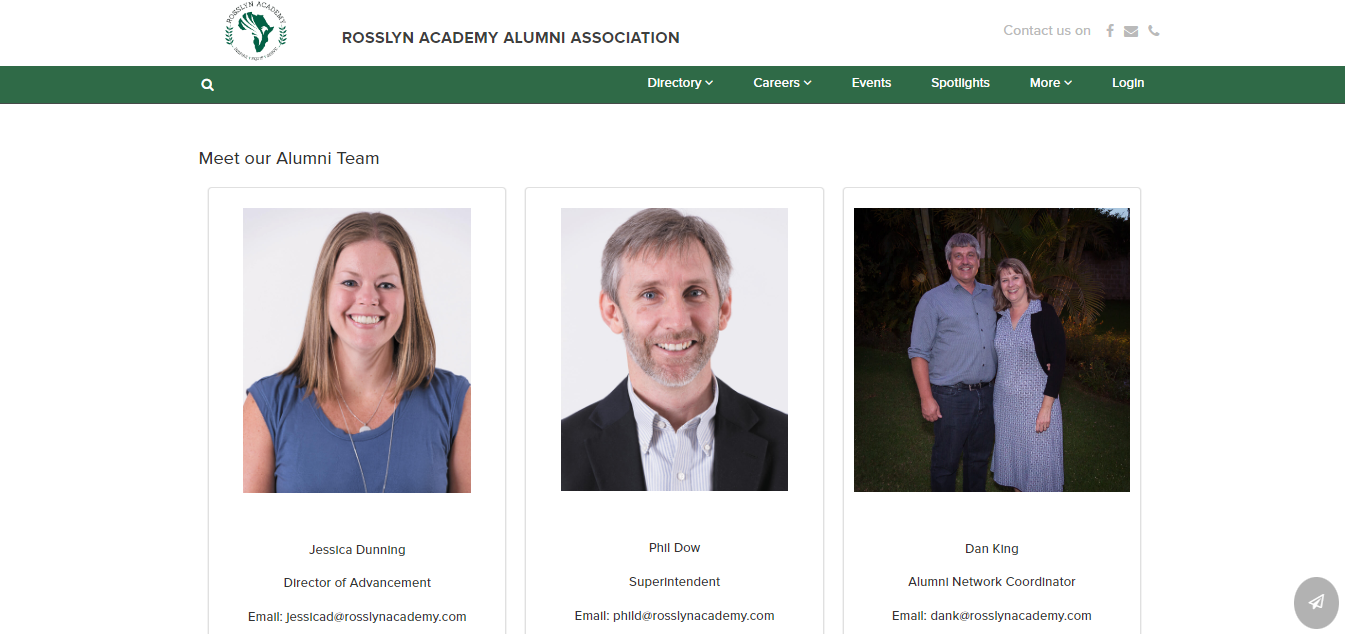 ROSSLYN ACADEMY
ROSSLYN ACADEMY ALUMNI ASSOCIATION
Contact us on
Directory
Careers
Events
Spotlights
More
Login
Meet our Alumni Team
Jessica Dunning
Director of Advancement
Email: jessicad@rosslynacademy.com
Phil Dow
Superintendent
Email: phild@rosslynacademy.com
Dan King
Alumni Network Coordinator
Email: dank@rosslynacademy.com